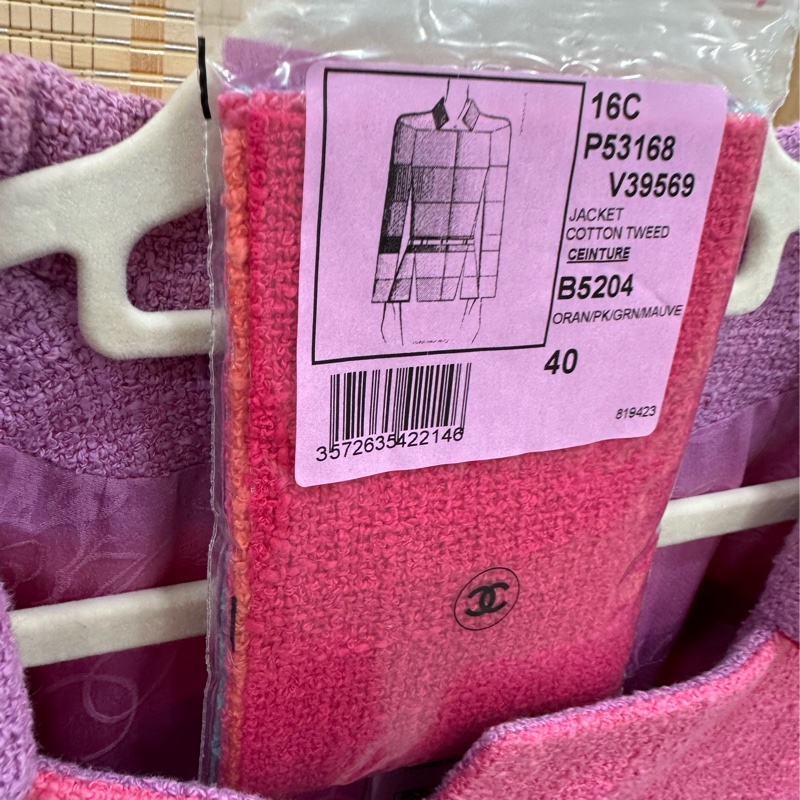 16C
P53168
V39569
JACKET
COTTON TWEED
CEINTURE
B5204
ORAN/PK/GRN/MAUVE
40
819423
3572635422146